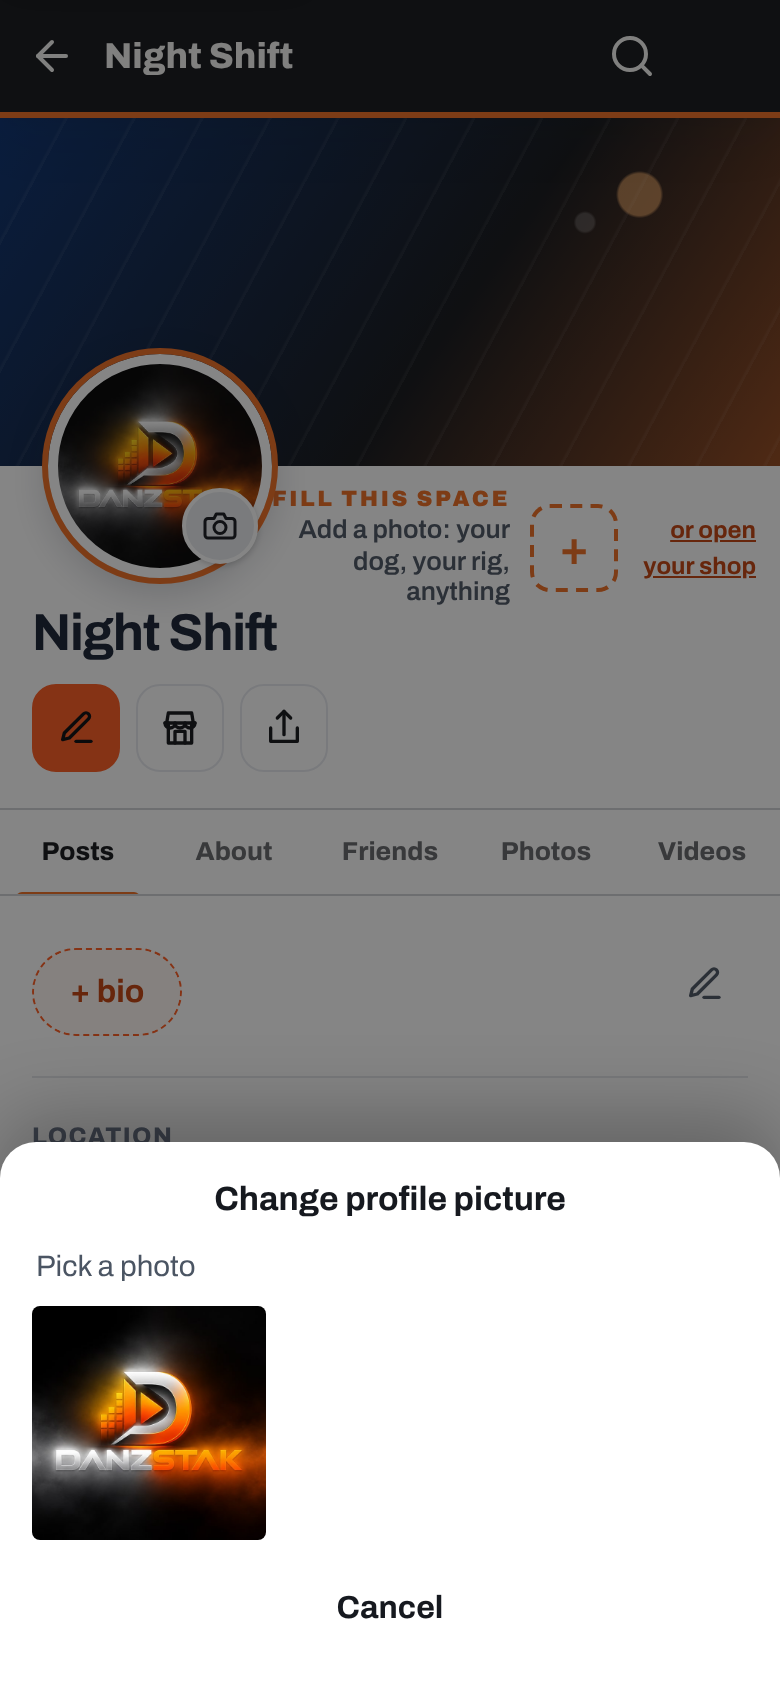 Night Shift
DANZST
FILL THIS SPACE
Add a photo: your
dog, your rig,
anything
+
or open
your shop
Night Shift
Posts
About
Friends
Photos
Videos
+ bio
LOCATION
Change profile picture
Pick a photo
D
DANZSTAK
Cancel